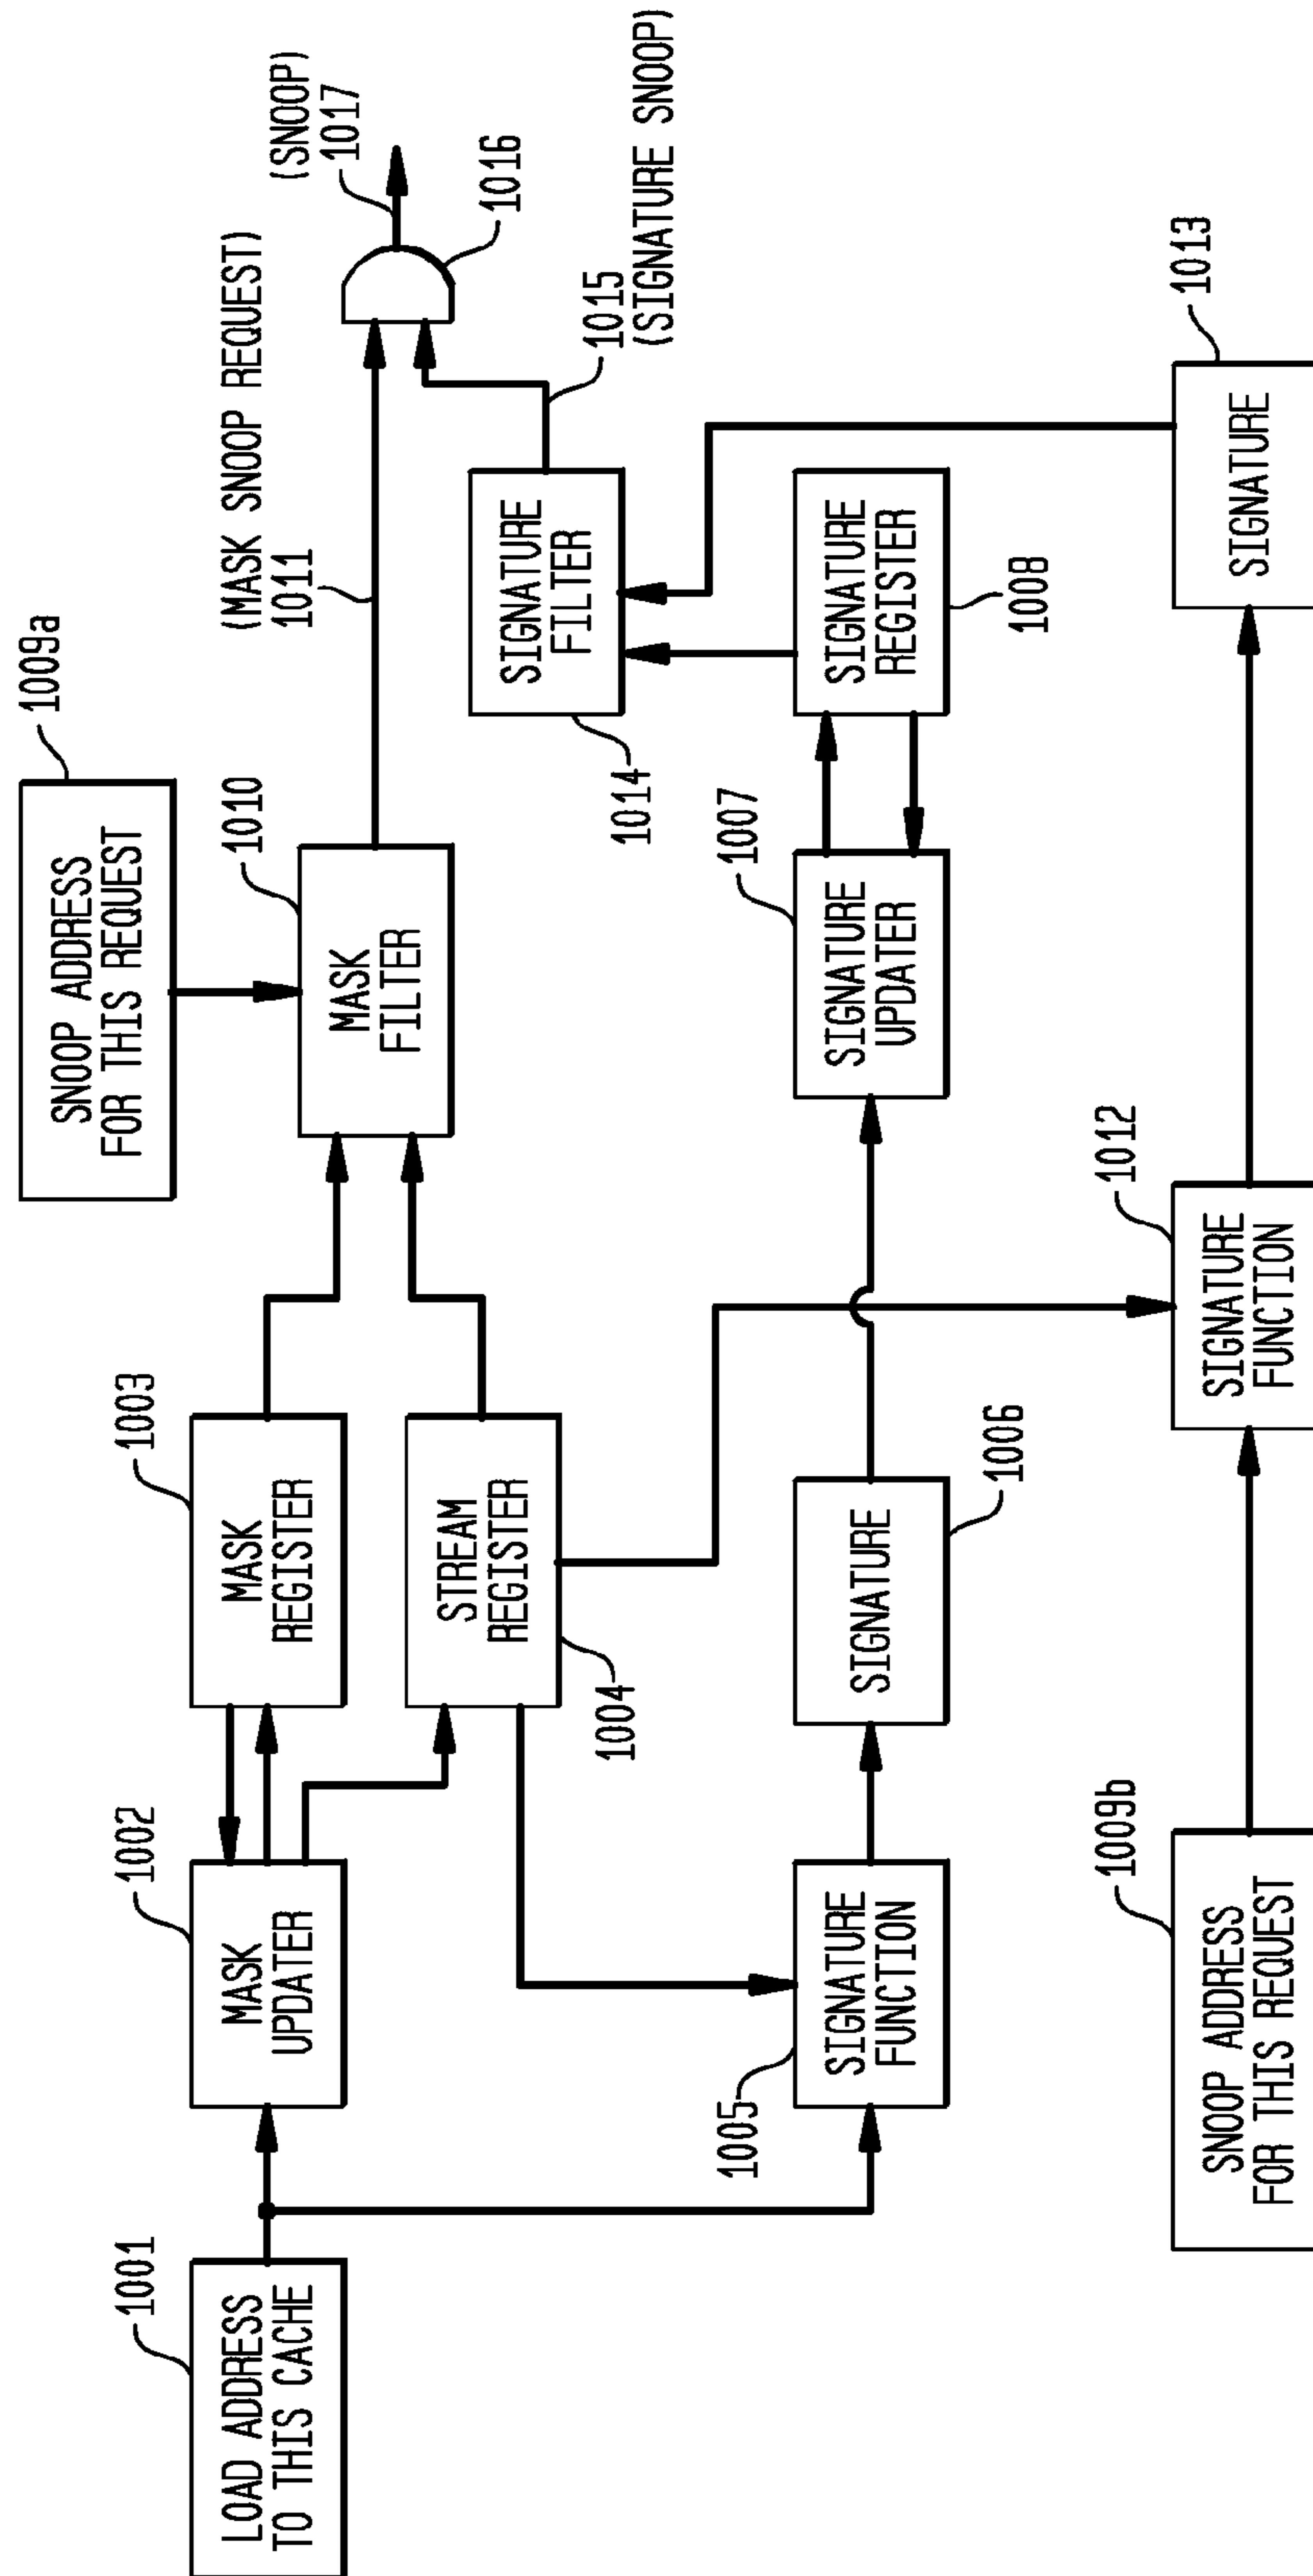 LOAD ADDRESS
TO THIS CACHE
1001
MASK
UPDATER
1002
MASK
REGISTER
1003
STREAM
REGISTER
1004
SNOOP ADDRESS
FOR THIS REQUEST
1009a
MASK
FILTER
1010
(MASK SNOOP REQUEST)
1011
(SNOOP)
1017
1016
SIGNATURE
FILTER
1014
1015
(SIGNATURE SNOOP)
SIGNATURE
FUNCTION
1005
SIGNATURE
1006
SIGNATURE
UPDATER
1007
SIGNATURE
REGISTER
1008
SNOOP ADDRESS
FOR THIS REQUEST
1009b
SIGNATURE
FUNCTION
1012
SIGNATURE
1013